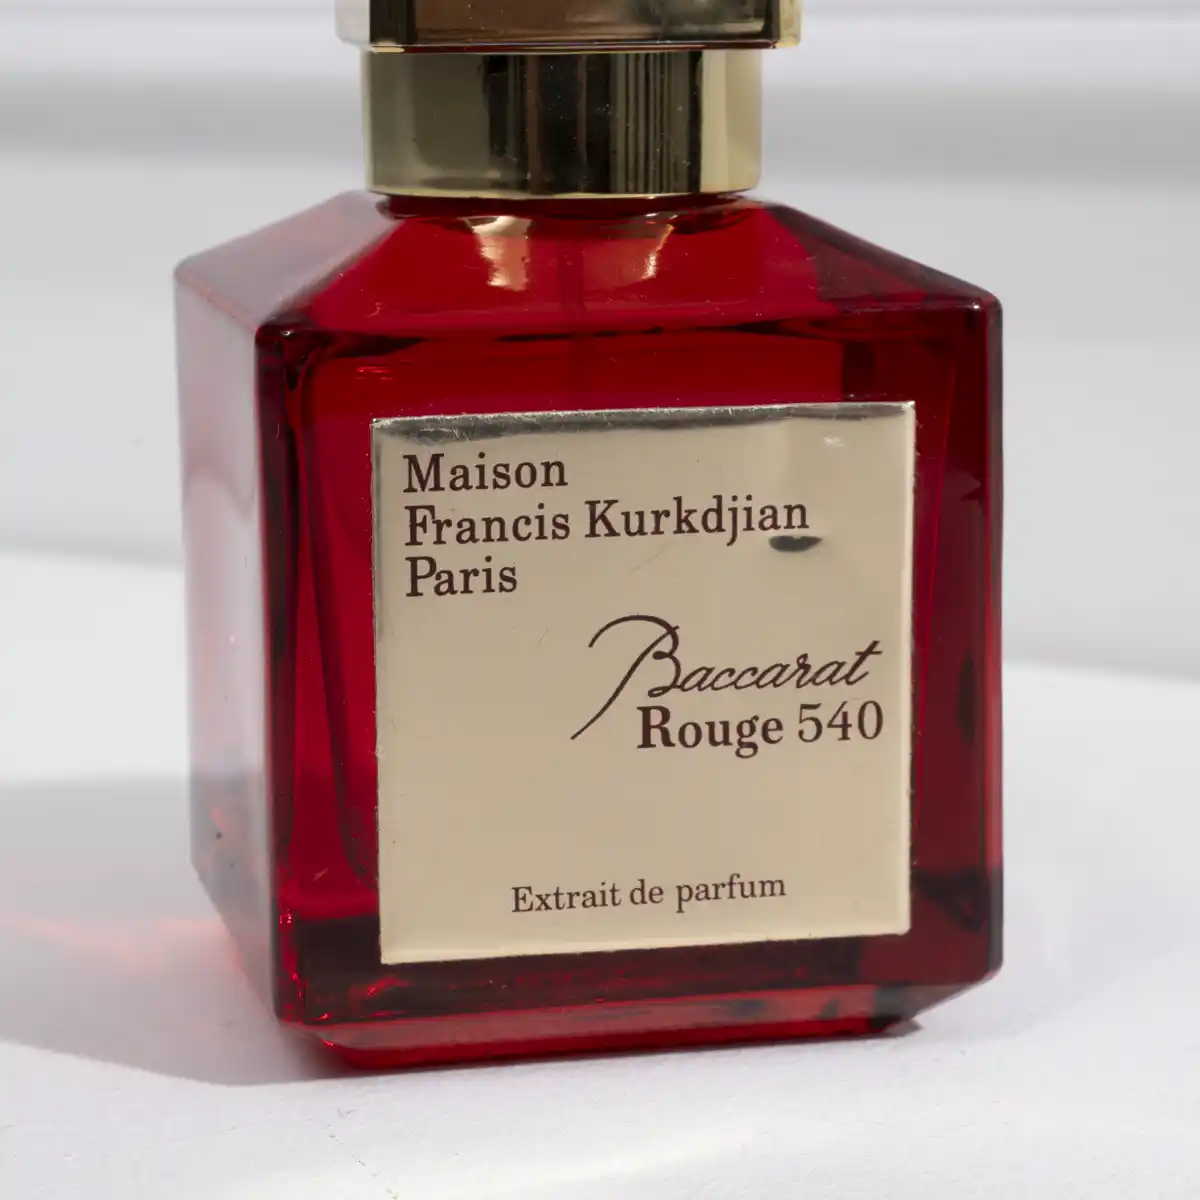 Maison
Francis Kurkdjian
Paris
Baccarat
Rouge 540
Extrait de parfum